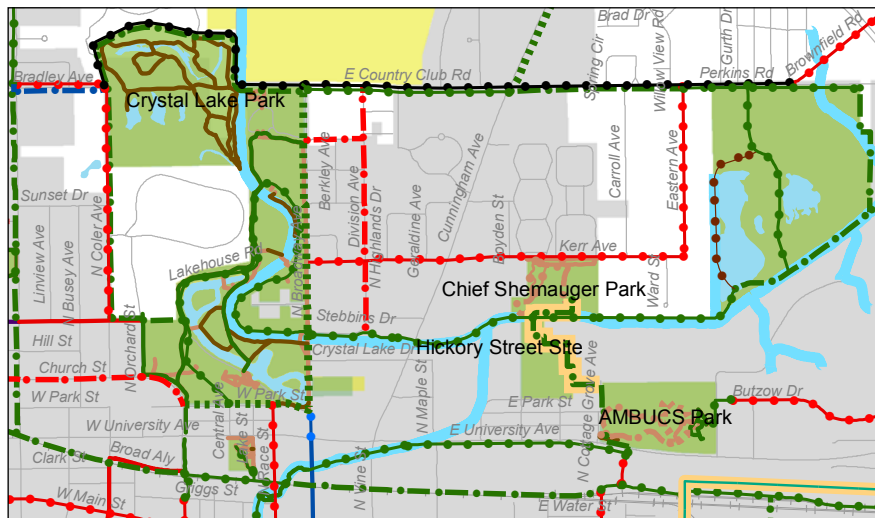 Brad Dr
Gurth Dr
Brownfield Rd
Spring Cir
Willow View Rd
Bradley Ave
E Country Club Rd
Perkins Rd
Crystal Lake Park
Cunningham Ave
Carroll Ave
Eastern Ave
Berkley Ave
Division Ave
N Highlands Dr
Geraldine Ave
Boyden St
Sunset Dr
N Coler Ave
Linview Ave
N Busey Ave
Lakehouse Rd
Kerr Ave
Ward St
Chief Shemauger Park
Stebbins Dr
Crystal Lake Dr
Hickory Street Site
Hill St
Church St
N Orchard St
W Park St
W Park St
N Maple St
E Park St
N Cottage Grove Ave
AMBUCS Park
Butzow Dr
W University Ave
Central Ave
N Race St
E University Ave
Clark St
Broad Aly
Griggs St
N Vine St
W Main St
E Water St